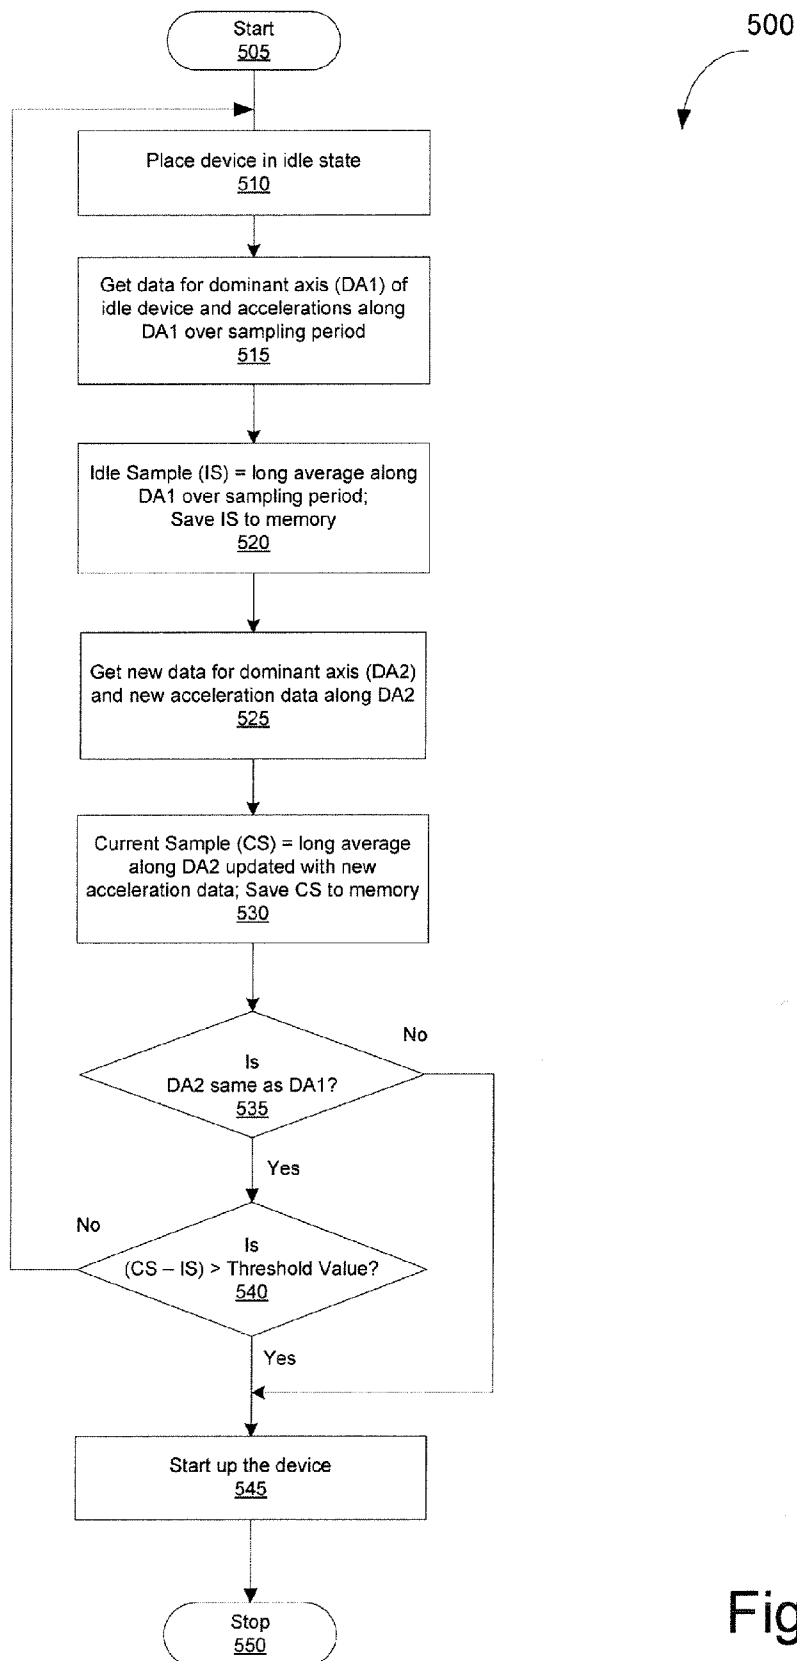 500
Start
505
Place device in idle state
510
Get data for dominant axis (DA1) of
idle device and accelerations along
DA1 over sampling period
515
Idle Sample (IS) = long average along
DA1 over sampling period;
Save IS to memory
520
Get new data for dominant axis (DA2)
and new acceleration data along DA2
525
Current Sample (CS) = long average
along DA2 updated with new
acceleration data; Save CS to memory
530
No
Is
DA2 same as DA1?
535
Yes
No
Is
(CS – IS) > Threshold Value?
540
Yes
Start up the device
545
Stop
550
Fig